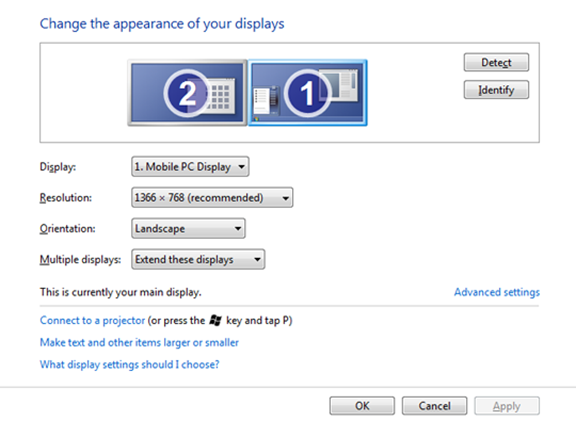 Change the appearance of your displays
2
1
Detect
Identify
Display:
1. Mobile PC Display
Resolution:
1366 × 768 (recommended)
Orientation:
Landscape
Multiple displays:
Extend these displays
This is currently your main display.
Advanced settings
Connect to a projector (or press the key and tap P)
Make text and other items larger or smaller
What display settings should I choose?
OK
Cancel
Apply